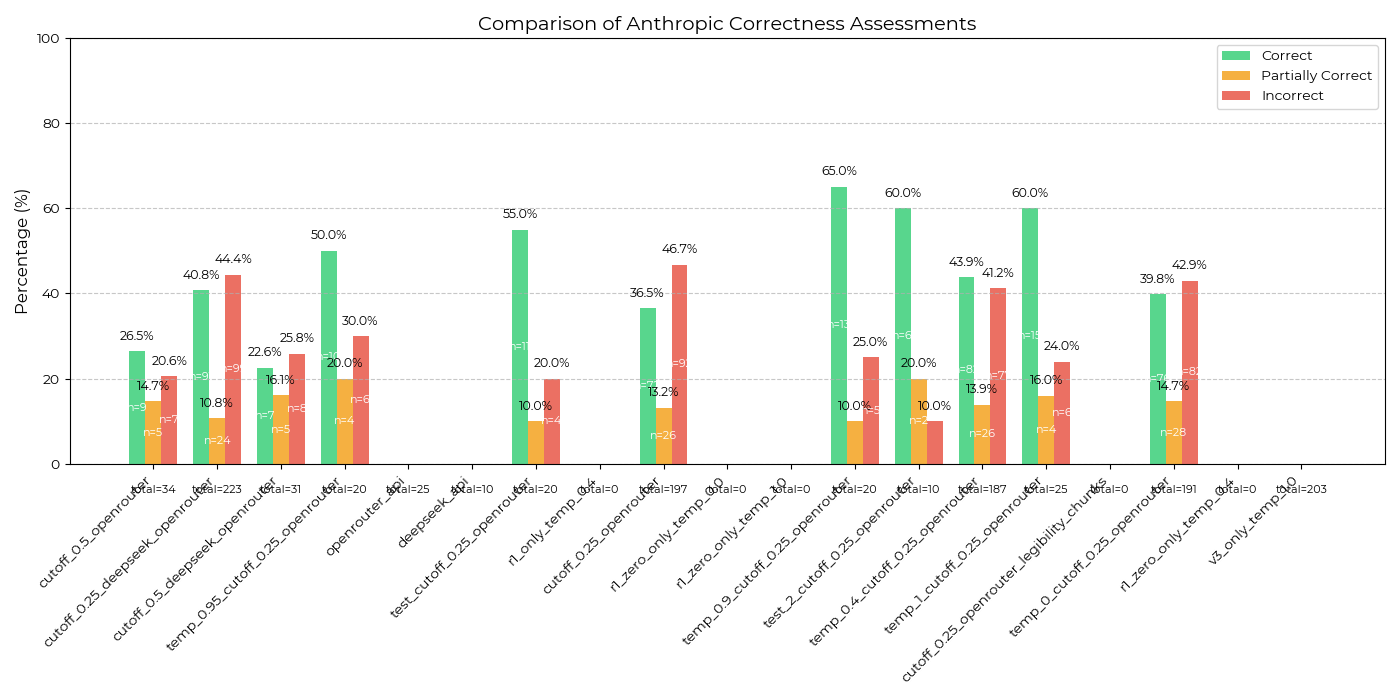 Comparison of Anthropic Correctness Assessments
Correct
Partially Correct
Incorrect
Percentage (%)
100
80
60
40
20
0
26.5%
14.7%
20.6%
40.8%
10.8%
44.4%
22.6%
16.1%
25.8%
50.0%
20.0%
30.0%
55.0%
10.0%
20.0%
36.5%
13.2%
46.7%
65.0%
10.0%
25.0%
60.0%
20.0%
10.0%
43.9%
13.9%
41.2%
60.0%
16.0%
24.0%
39.8%
14.7%
42.9%
n=9
n=5
n=7
n=24
n=7
n=5
n=4
n=6
n=4
n=26
n=26
n=4
n=28
total=34
total=223
total=31
total=20
total=25
total=10
total=20
total=0
total=197
total=0
total=0
total=20
total=10
total=187
total=25
total=0
total=191
total=0
total=203
cutoff_0.5_openrouter
cutoff_0.25_deepseek_openrouter
cutoff_0.5_deepseek_openrouter
temp_0.95_cutoff_0.25_openrouter
openrouter_api
deepseek_api
test_cutoff_0.25_openrouter
r1_only_temp_0.4
cutoff_0.25_openrouter
r1_zero_only_temp_0.0
r1_zero_only_temp_1.0
temp_0.9_cutoff_0.25_openrouter
test_2_cutoff_0.25_openrouter
temp_0.4_cutoff_0.25_openrouter
temp_1_cutoff_0.25_openrouter
cutoff_0.25_openrouter_legibility_chunks
temp_0_cutoff_0.25_openrouter
r1_zero_only_temp_0.4
v3_only_temp_1.0